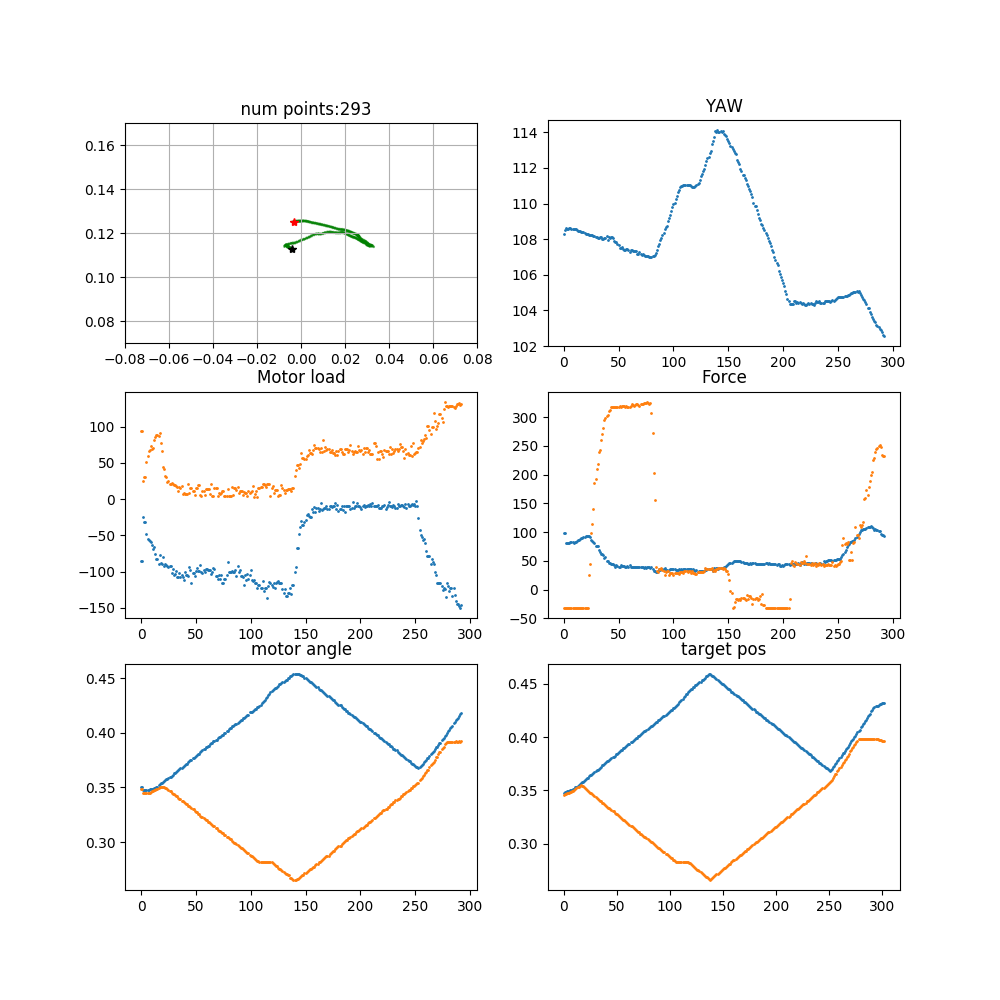 num points:293
YAW
0.16
0.14
0.12
0.10
0.08
−0.08 −0.06 −0.04 −0.02 0.00 0.02 0.04 0.06 0.08
114
112
110
108
106
104
102
0 50 100 150 200 250 300
Motor load
Force
100
50
0
−50
−100
−150
0 50 100 150 200 250 300
300
250
200
150
100
50
0
−50
0 50 100 150 200 250 300
motor angle
target pos
0.45
0.40
0.35
0.30
0 50 100 150 200 250 300
0.45
0.40
0.35
0.30
0 50 100 150 200 250 300